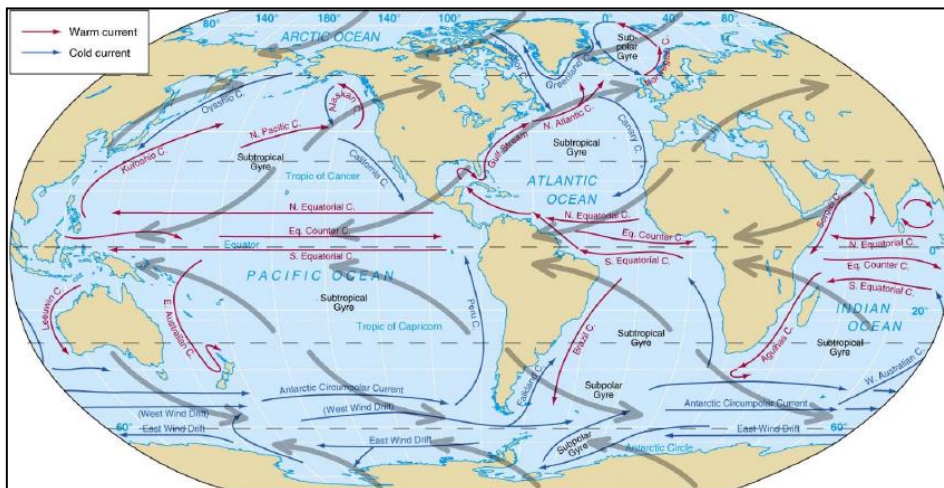 Warm current
Cold current
80°
140°
180°
140°
100°
0°
40°
80°
ARCTIC OCEAN
Sub-
polar
Gyre
Norwegian C.
Greenland C.
Oyashio C.
Alaskan C.
N. Pacific C.
Kuroshio C.
Subtropical
Gyre
California C.
Tropic of Cancer
Gulf Stream
N. Atlantic C.
Subtropical
Gyre
Canary C.
ATLANTIC
OCEAN
N. Equatorial C.
Eq. Counter C.
Equator
S. Equatorial C.
N. Equatorial C.
Eq. Counter C.
S. Equatorial C.
N. Equatorial C.
0°
Eq. Counter C.
S. Equatorial C.
PACIFIC OCEAN
Leeuwin C.
E. Australian C.
Subtropical
Gyre
Peru C.
Tropic of Capricorn
Brazil C.
Subtropical
Gyre
Agulhas C.
INDIAN
OCEAN
20°
Subtropical
Gyre
W. Australian C.
Falkland C.
Subpolar
Gyre
Antarctic Circumpolar Current
(West Wind Drift)
(West Wind Drift)
Antarctic Circumpolar Current
60°
East Wind Drift
East Wind Drift
East Wind Drift
60°
Subpolar
Gyre
Antarctic Circle